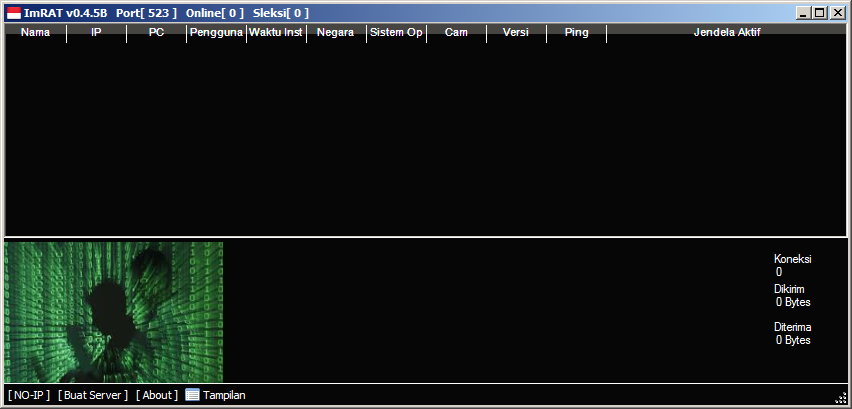 ImRAT v0.4.5B Port[ 523 ] Online[ 0 ] Sleksi[ 0 ]
Nama IP PC Pengguna Waktu Inst Negara Sistem Op Cam Versi Ping Jendela Aktif
Koneksi
0
Dikirim
0 Bytes
Diterima
0 Bytes
[ NO-IP ] [ Buat Server ] [ About ] Tampilan